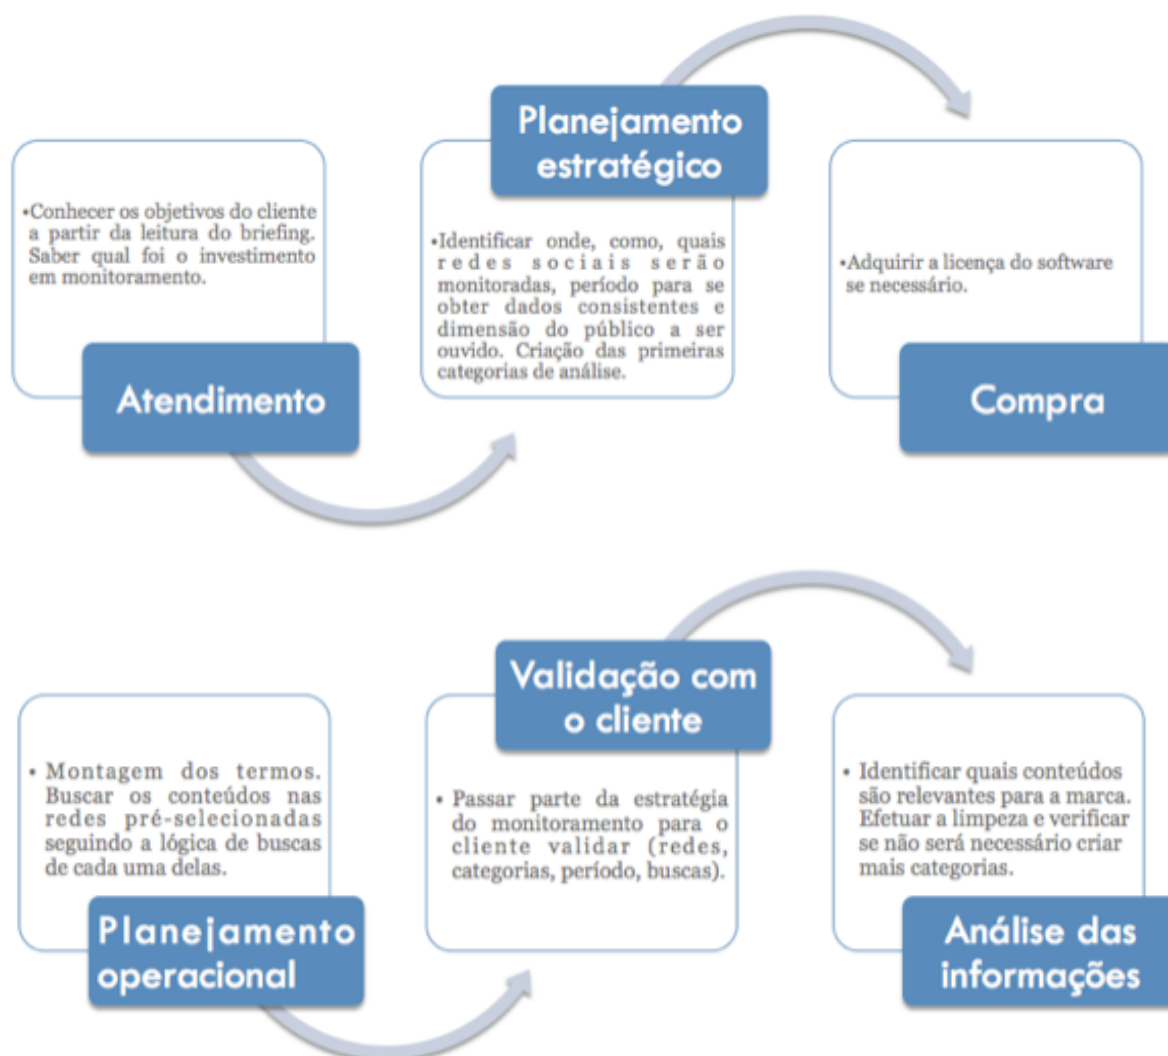 •Conhecer os objetivos do cliente
a partir da leitura do briefing.
Saber qual foi o investimento
em monitoramento.
Atendimento
Planejamento
estratégico
•Identificar onde, como, quais
redes sociais serão
monitoradas, período para se
obter dados consistentes e
dimensão do público a ser
ouvido. Criação das primeiras
categorias de análise.
•Adquirir a licença do software
se necessário.
Compra
• Montagem dos termos.
Buscar os conteúdos nas
redes pré-selecionadas
seguindo a lógica de buscas
de cada uma delas.
Planejamento
operacional
Validação com
o cliente
• Passar parte da estratégia
do monitoramento para o
cliente validar (redes,
categorias, período, buscas).
• Identificar quais conteúdos
são relevantes para a marca.
Efetuar a limpeza e verificar
se não será necessário criar
mais categorias.
Análise das
informações